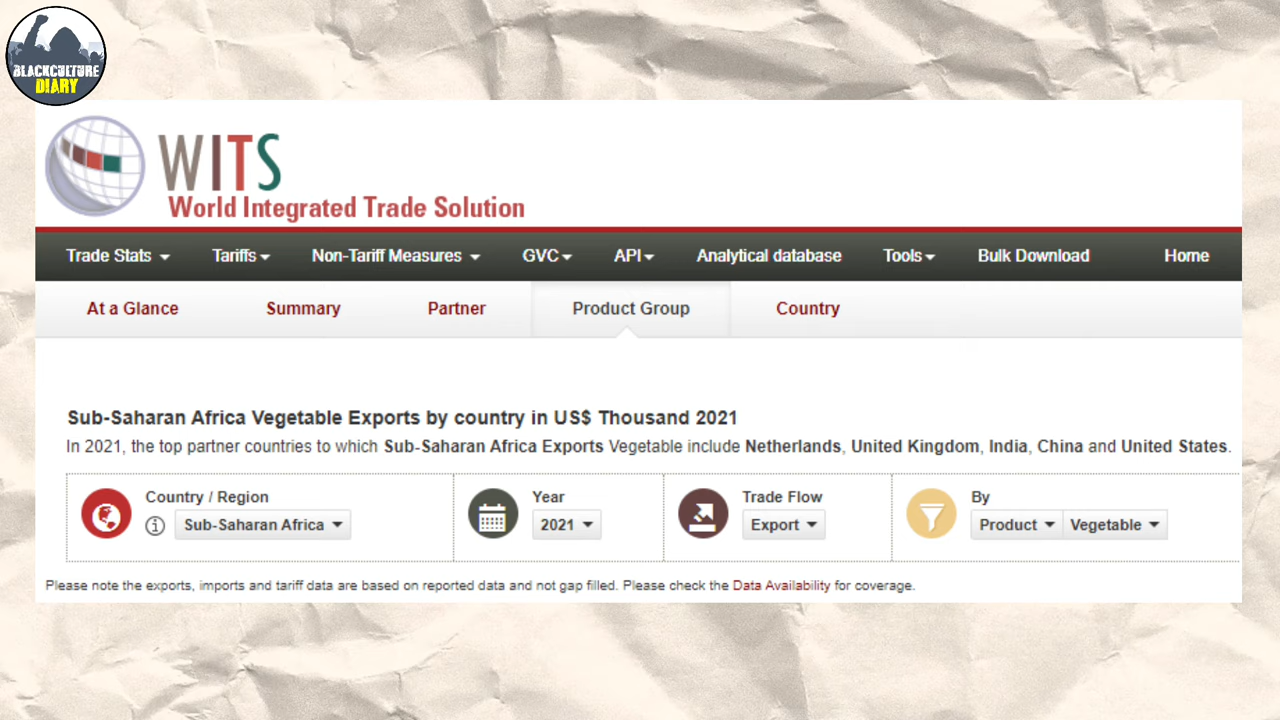 BLACKCULTURE
DIARY
WITS
World Integrated Trade Solution
Trade Stats Tariffs Non-Tariff Measures GVC API Analytical database Tools Bulk Download Home
At a Glance Summary Partner Product Group Country
Sub-Saharan Africa Vegetable Exports by country in US$ Thousand 2021
In 2021, the top partner countries to which Sub-Saharan Africa Exports Vegetable include Netherlands, United Kingdom, India, China and United States.
Country / Region Year Trade Flow By
Sub-Saharan Africa 2021 Export Product Vegetable
Please note the exports, imports and tariff data are based on reported data and not gap filled. Please check the Data Availability for coverage.